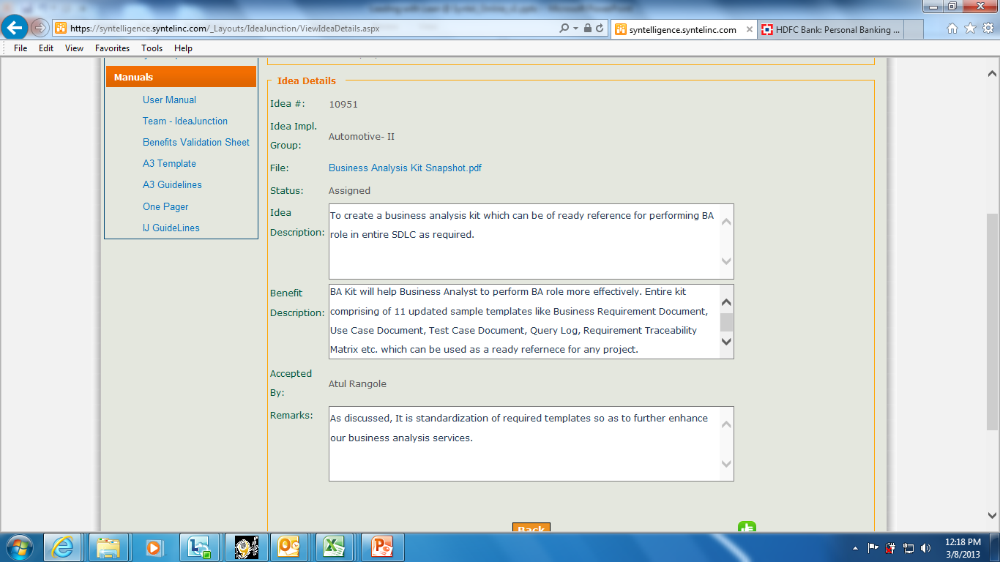 https://syntelligence.syntelinc.com/_Layouts/IdeaJunction/ViewIdeaDetails.aspx
syntelligence.syntelinc.com
HDFC Bank: Personal Banking ...
File Edit View Favorites Tools Help
Manuals
User Manual
Team - IdeaJunction
Benefits Validation Sheet
A3 Template
A3 Guidelines
One Pager
IJ GuideLines
Idea Details
Idea #: 10951
Idea Impl.
Group: Automotive- II
File: Business Analysis Kit Snapshot.pdf
Status: Assigned
Idea
Description:
To create a business analysis kit which can be of ready reference for performing BA
role in entire SDLC as required.
Benefit
Description:
BA Kit will help Business Analyst to perform BA role more effectively. Entire kit
comprising of 11 updated sample templates like Business Requirement Document,
Use Case Document, Test Case Document, Query Log, Requirement Traceability
Matrix etc. which can be used as a ready refernece for any project.
Accepted
By: Atul Rangole
Remarks:
As discussed, It is standardization of required templates so as to further enhance
our business analysis services.
Back
12:18 PM
3/8/2013